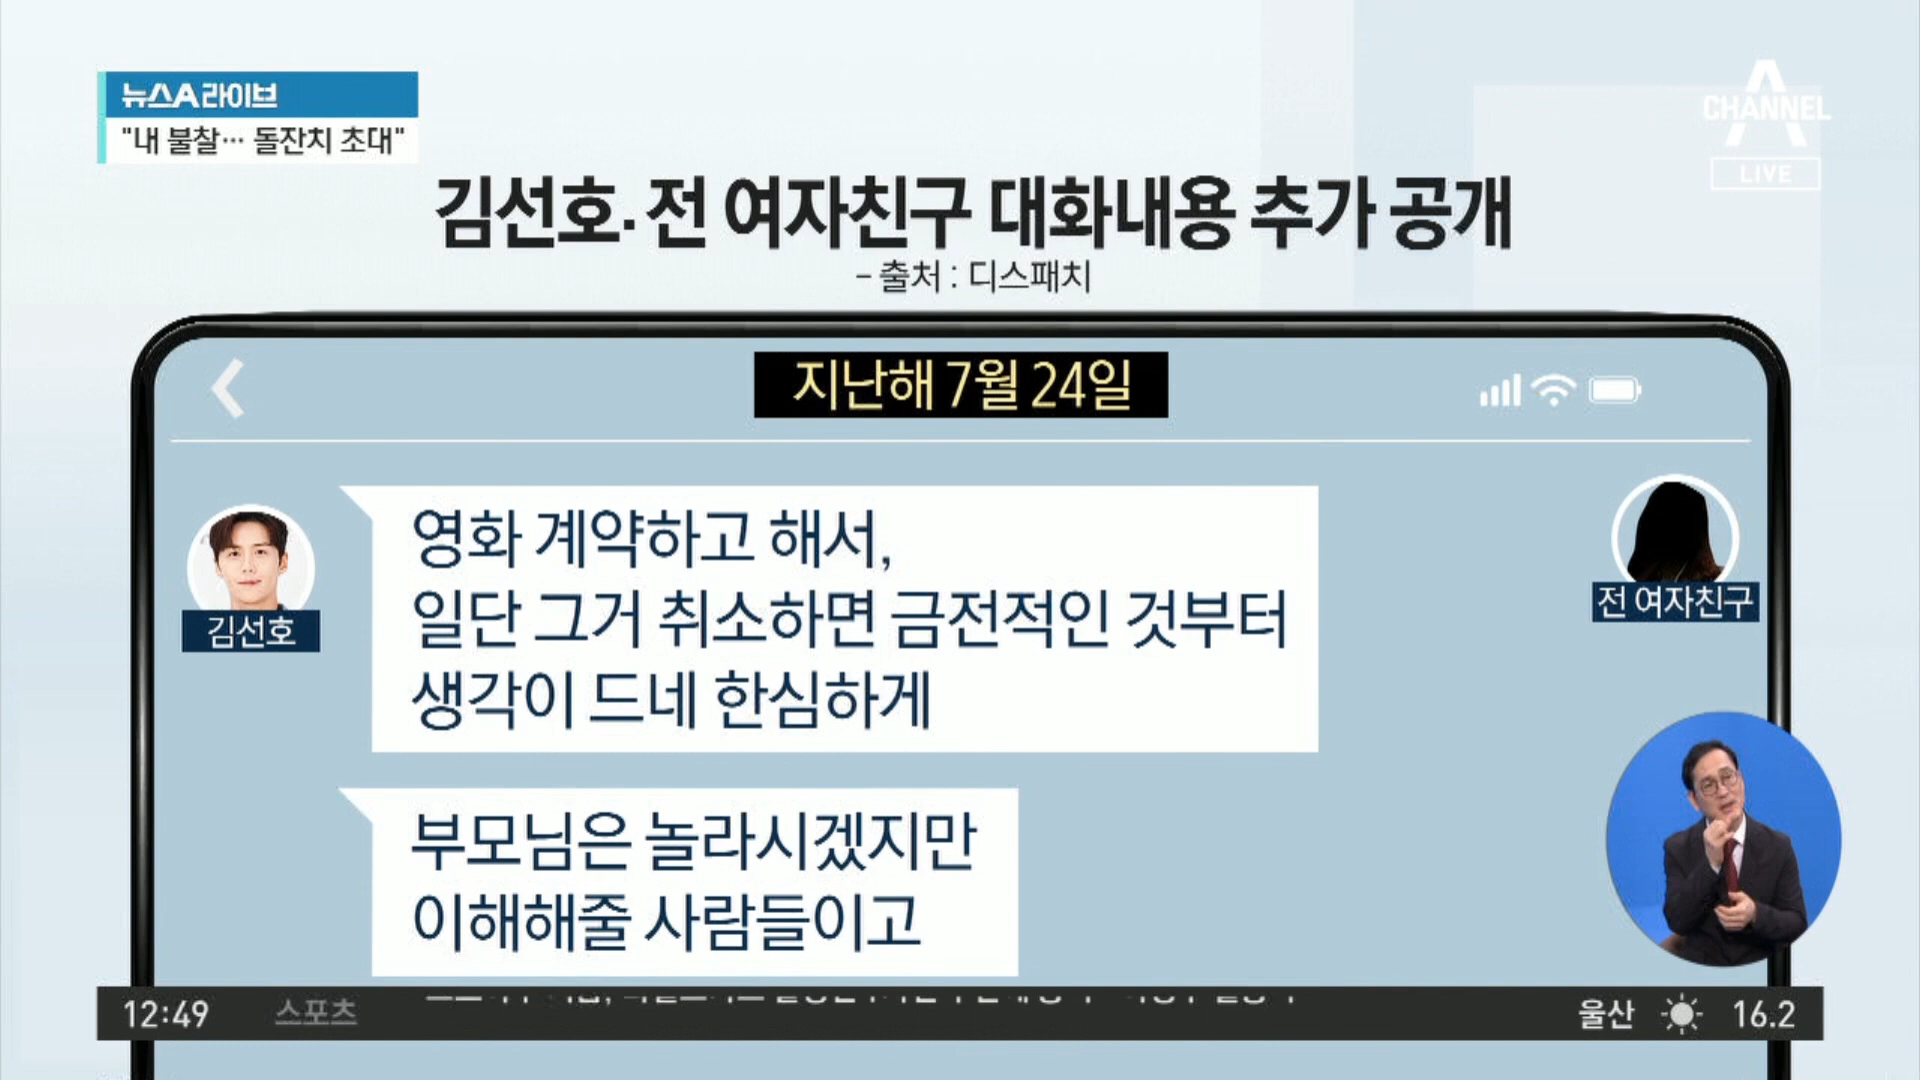 뉴스A 라이브
"내 불찰… 돌잔치 초대"
CHANNEL A
LIVE
김선호·전 여자친구 대화내용 추가 공개
- 출처 : 디스패치
지난해 7월 24일
영화 계약하고 해서,
일단 그거 취소하면 금전적인 것부터
생각이 드네 한심하게
김선호
전 여자친구
부모님은 놀라시겠지만
이해해줄 사람들이고
12:49 스포츠
울산 16.2